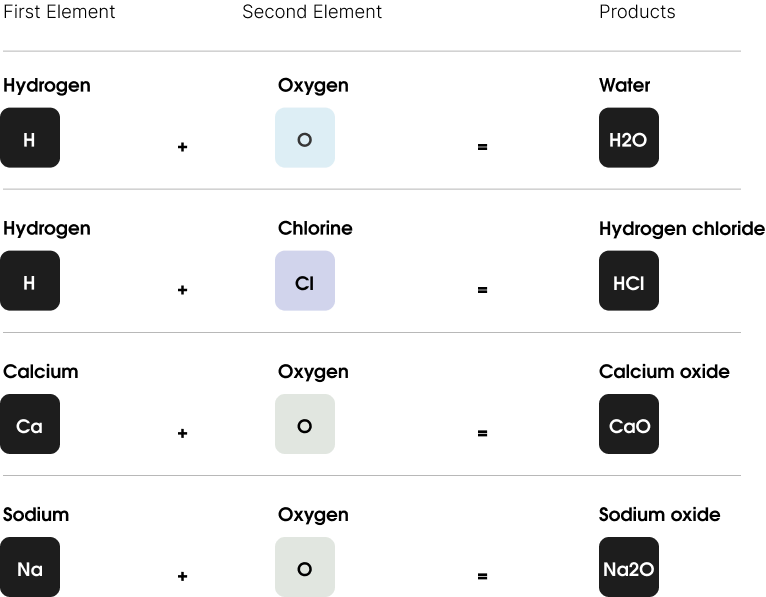 First Element Second Element Products
Hydrogen Oxygen Water
H + O = H2O
Hydrogen Chlorine Hydrogen chloride
H + Cl = HCl
Calcium Oxygen Calcium oxide
Ca + O = CaO
Sodium Oxygen Sodium oxide
Na + O = Na2O